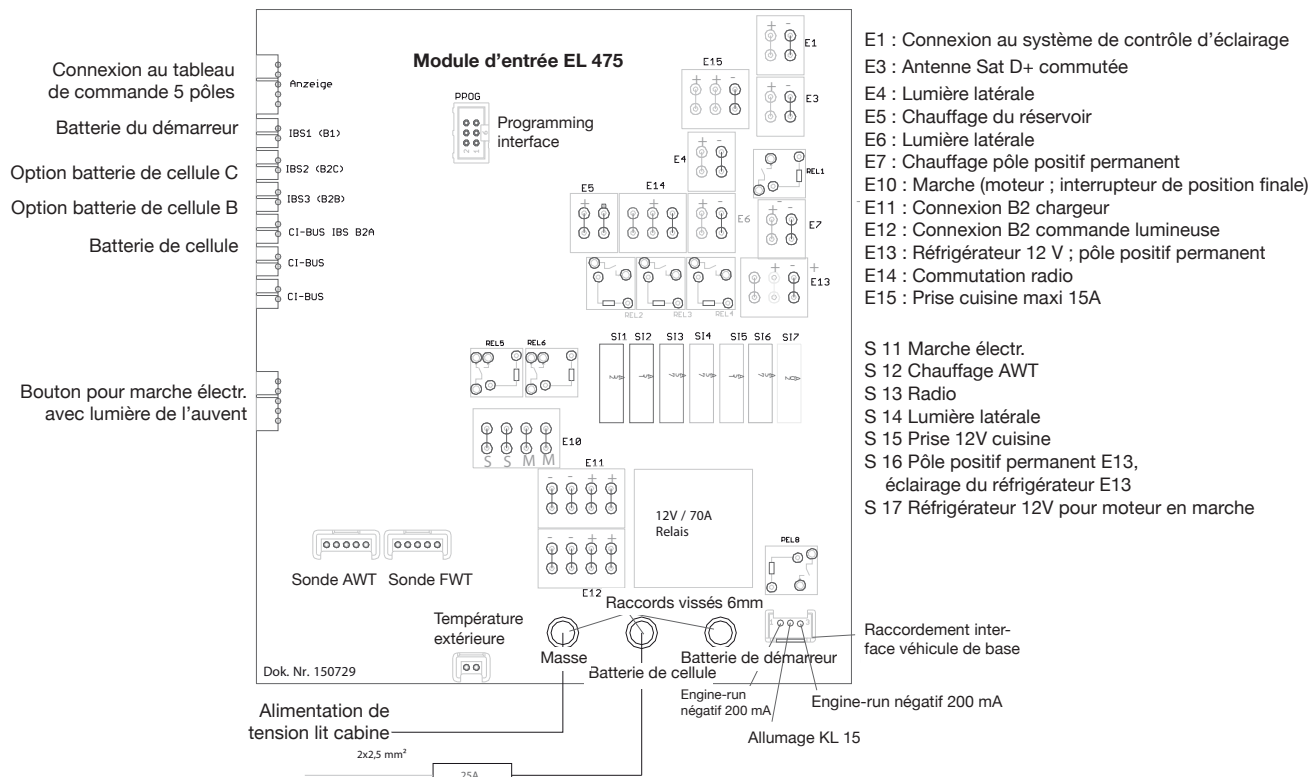 Module d'entrée EL 475
Connexion au tableau
de commande 5 pôles
Batterie du démarreur
Option batterie de cellule C
Option batterie de cellule B
Batterie de cellule
Bouton pour marche électr.
avec lumière de l'auvent
Anzeige
IBS1 (B1)
IBS2 (B2C)
IBS3 (B2B)
CI-BUS IBS B2A
CI-BUS
CI-BUS
PPOG
Programming
interface
E1
E15
E3
E4
REL1
E5
E14
E6
E7
E13
REL2
REL3
REL4
REL5
REL6
SI1
SI2
SI3
SI4
SI5
SI6
SI7
E10
S S M M
E11
12V / 70A
Relais
E12
REL8
Sonde AWT
Sonde FWT
Température
extérieure
Raccords vissés 6mm
Masse
Batterie de cellule
Batterie de démarreur
Dok. Nr. 150729
Engine-run
négatif 200 mA
Engine-run négatif 200 mA
Allumage KL 15
Raccordement inter-
face véhicule de base
Alimentation de
tension lit cabine
2x2,5 mm²
25A
E1 : Connexion au système de contrôle d'éclairage
E3 : Antenne Sat D+ commutée
E4 : Lumière latérale
E5 : Chauffage du réservoir
E6 : Lumière latérale
E7 : Chauffage pôle positif permanent
E10 : Marche (moteur ; interrupteur de position finale)
E11 : Connexion B2 chargeur
E12 : Connexion B2 commande lumineuse
E13 : Réfrigérateur 12 V ; pôle positif permanent
E14 : Commutation radio
E15 : Prise cuisine maxi 15A
S 11 Marche électr.
S 12 Chauffage AWT
S 13 Radio
S 14 Lumière latérale
S 15 Prise 12V cuisine
S 16 Pôle positif permanent E13,
éclairage du réfrigérateur E13
S 17 Réfrigérateur 12V pour moteur en marche